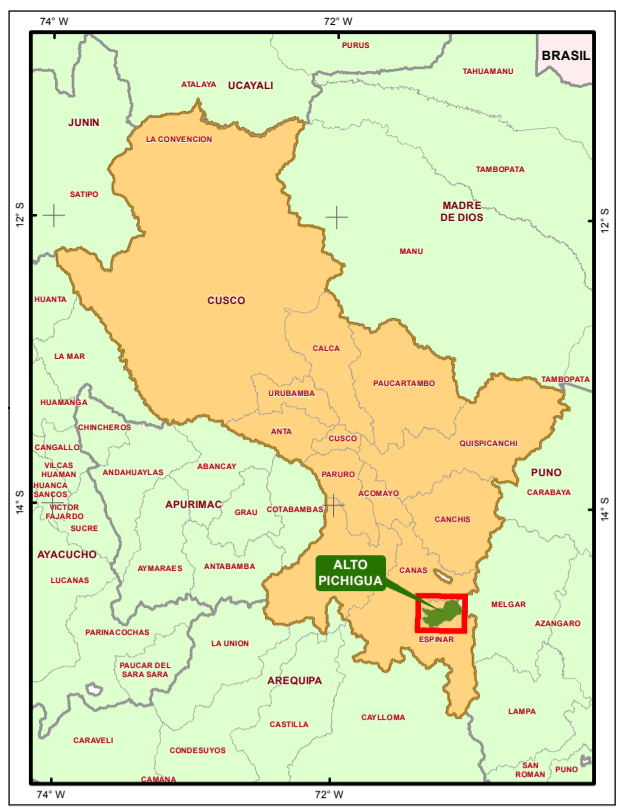 74° W
72° W
PURUS
BRASIL
TAHUAMANU
ATALAYA
UCAYALI
JUNIN
LA CONVENCION
TAMBOPATA
SATIPO
MADRE
DE DIOS
12° S
12° S
MANU
HUANTA
CUSCO
CALCA
LA MAR
PAUCARTAMBO
TAMBOPATA
URUBAMBA
HUAMANGA
CHINCHEROS
ANTA
CUSCO
QUISPICANCHI
CANGALLO
VILCAS
HUAMAN
ANDAHUAYLAS
ABANCAY
PARURO
PUNO
HUANCA
SANCOS
ACOMAYO
CARABAYA
14° S
14° S
VICTOR
FAJARDO
APURIMAC
GRAU
COTABAMBAS
CANCHIS
SUCRE
AYACUCHO
AYMARAES
ANTABAMBA
ALTO
PICHIGUA
CANAS
LUCANAS
MELGAR
AZANGARO
PARINACOCHAS
LA UNION
ESPINAR
PAUCAR DEL
SARA SARA
AREQUIPA
LAMPA
CASTILLA
CAYLLOMA
CARAVELI
CONDESUYOS
SAN
ROMAN
PUNO
CAMANA
74° W
72° W